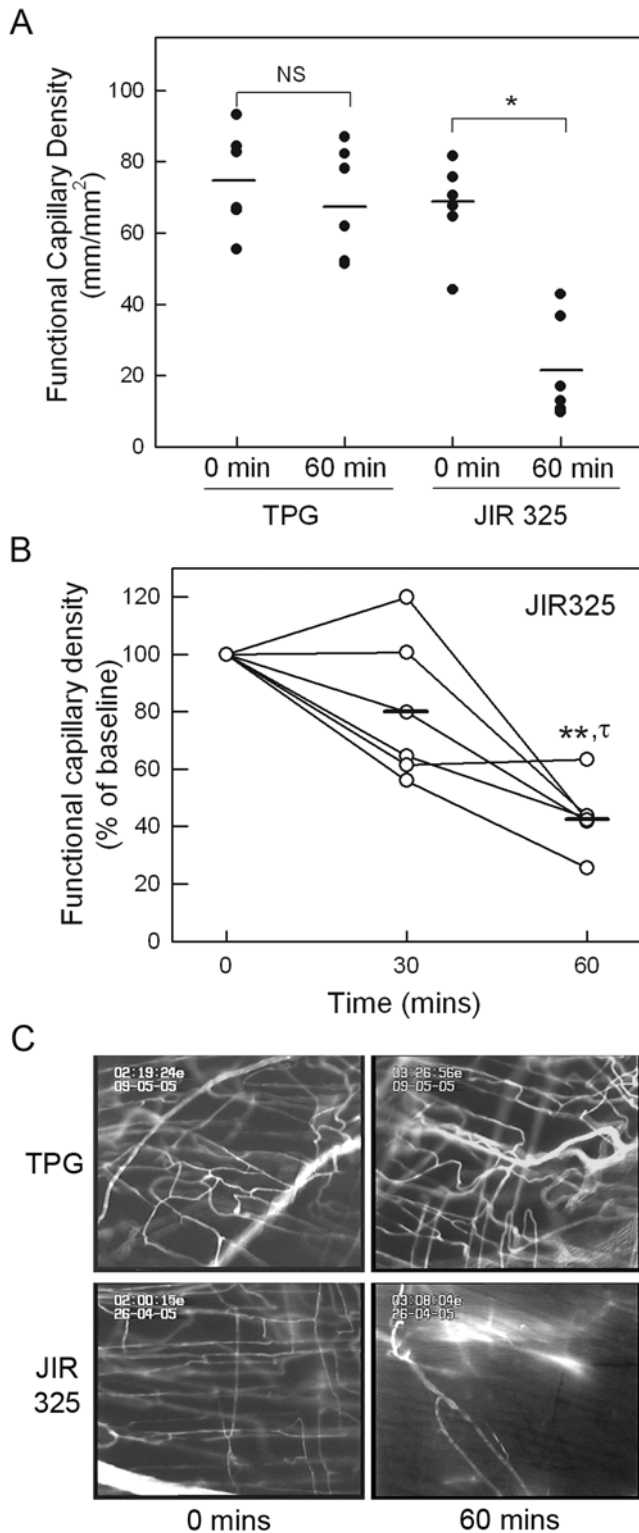 A
Functional Capillary Density
(mm/mm²)
100
80
60
40
20
0
NS
*
0 min
60 min
0 min
60 min
TPG
JIR 325
B
Functional capillary density
(% of baseline)
120
100
80
60
40
20
0
JIR325
**,τ
0
30
60
Time (mins)
C
TPG
02:19:24e
09-05-05
03:26:56e
09-05-05
JIR
325
02:00:15e
26-04-05
03:08:04e
26-04-05
0 mins
60 mins